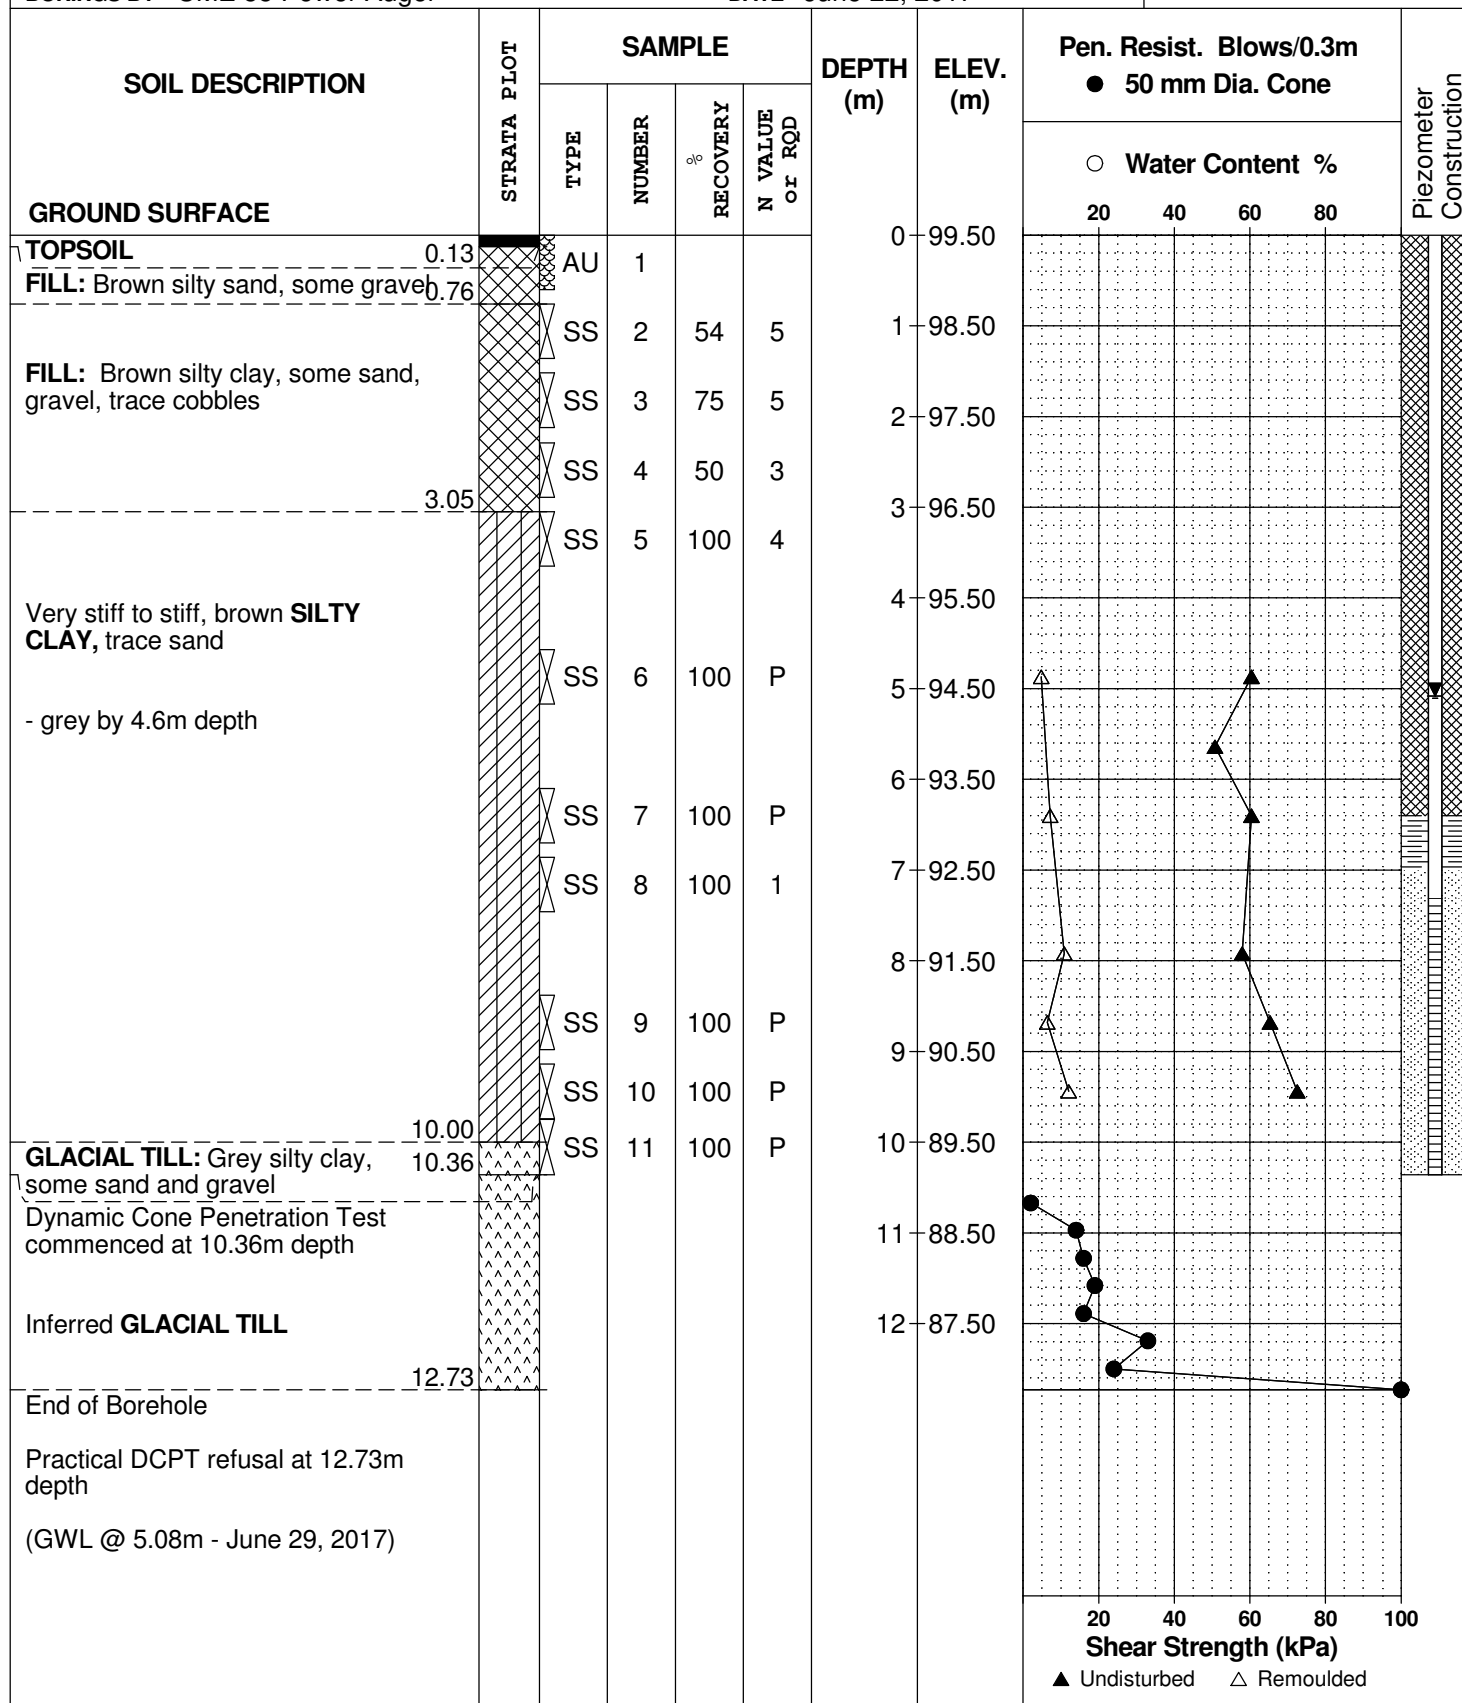 SOIL DESCRIPTION
GROUND SURFACE
STRATA PLOT
SAMPLE
TYPE
NUMBER
%
RECOVERY
N VALUE
or RQD
DEPTH
(m)
ELEV.
(m)
Pen. Resist. Blows/0.3m
● 50 mm Dia. Cone
○ Water Content %
20 40 60 80
Piezometer
Construction
TOPSOIL 0.13
FILL: Brown silty sand, some gravel 0.76
FILL: Brown silty clay, some sand,
gravel, trace cobbles
3.05
Very stiff to stiff, brown SILTY
CLAY, trace sand
- grey by 4.6m depth
10.00
GLACIAL TILL: Grey silty clay, 10.36
some sand and gravel
Dynamic Cone Penetration Test
commenced at 10.36m depth
Inferred GLACIAL TILL
12.73
End of Borehole
Practical DCPT refusal at 12.73m
depth
(GWL @ 5.08m - June 29, 2017)
AU 1
SS 2 54 5
SS 3 75 5
SS 4 50 3
SS 5 100 4
SS 6 100 P
SS 7 100 P
SS 8 100 1
SS 9 100 P
SS 10 100 P
SS 11 100 P
0 99.50
1 98.50
2 97.50
3 96.50
4 95.50
5 94.50
6 93.50
7 92.50
8 91.50
9 90.50
10 89.50
11 88.50
12 87.50
20 40 60 80 100
Shear Strength (kPa)
▲ Undisturbed △ Remoulded